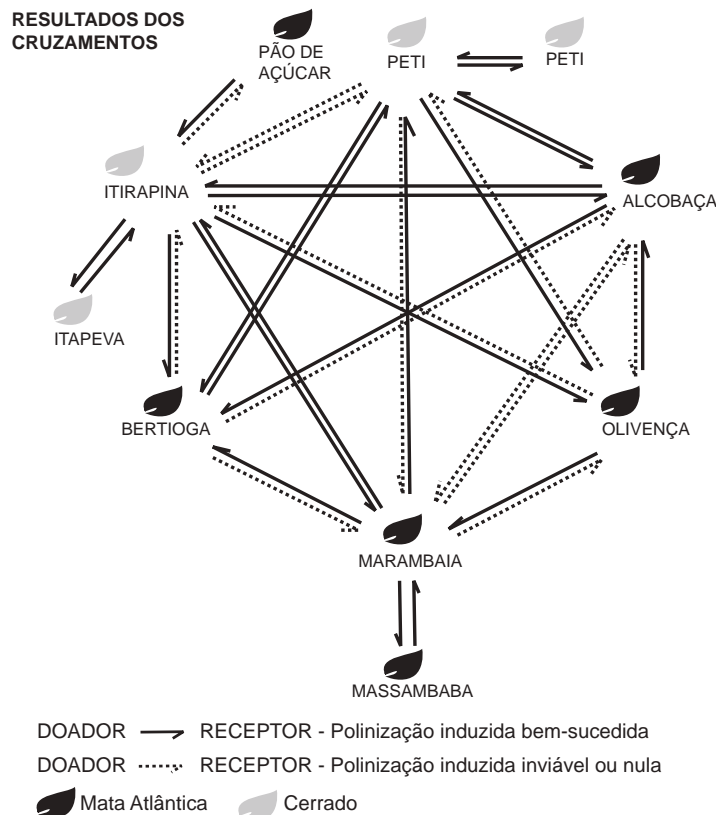 RESULTADOS DOS
CRUZAMENTOS
PÃO DE
AÇÚCAR
PETI
PETI
ITIRAPINA
ALCOBAÇA
ITAPEVA
BERTIOGA
OLIVENÇA
MARAMBAIA
MASSAMBABA
DOADOR RECEPTOR - Polinização induzida bem-sucedida
DOADOR RECEPTOR - Polinização induzida inviável ou nula
Mata Atlântica Cerrado